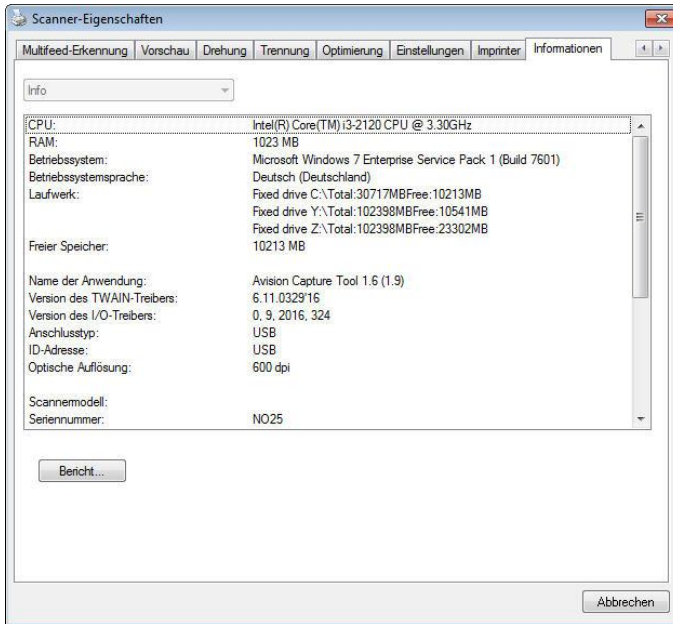 Scanner-Eigenschaften
Multifeed-Erkennung Vorschau Drehung Trennung Optimierung Einstellungen Imprinter Informationen
Info
CPU: Intel(R) Core(TM) i3-2120 CPU @ 3.30GHz
RAM: 1023 MB
Betriebssystem: Microsoft Windows 7 Enterprise Service Pack 1 (Build 7601)
Betriebssystemsprache: Deutsch (Deutschland)
Laufwerk: Fixed drive C:\Total:30717MBFree:10213MB
Fixed drive Y:\Total:102398MBFree:10541MB
Fixed drive Z:\Total:102398MBFree:23302MB
Freier Speicher: 10213 MB
Name der Anwendung: Avision Capture Tool 1.6 (1.9)
Version des TWAIN-Treibers: 6.11.0329'16
Version des I/O-Treibers: 0, 9, 2016, 324
Anschlusstyp: USB
ID-Adresse: USB
Optische Auflösung: 600 dpi
Scannermodell:
Seriennummer: NO25
Bericht...
Abbrechen